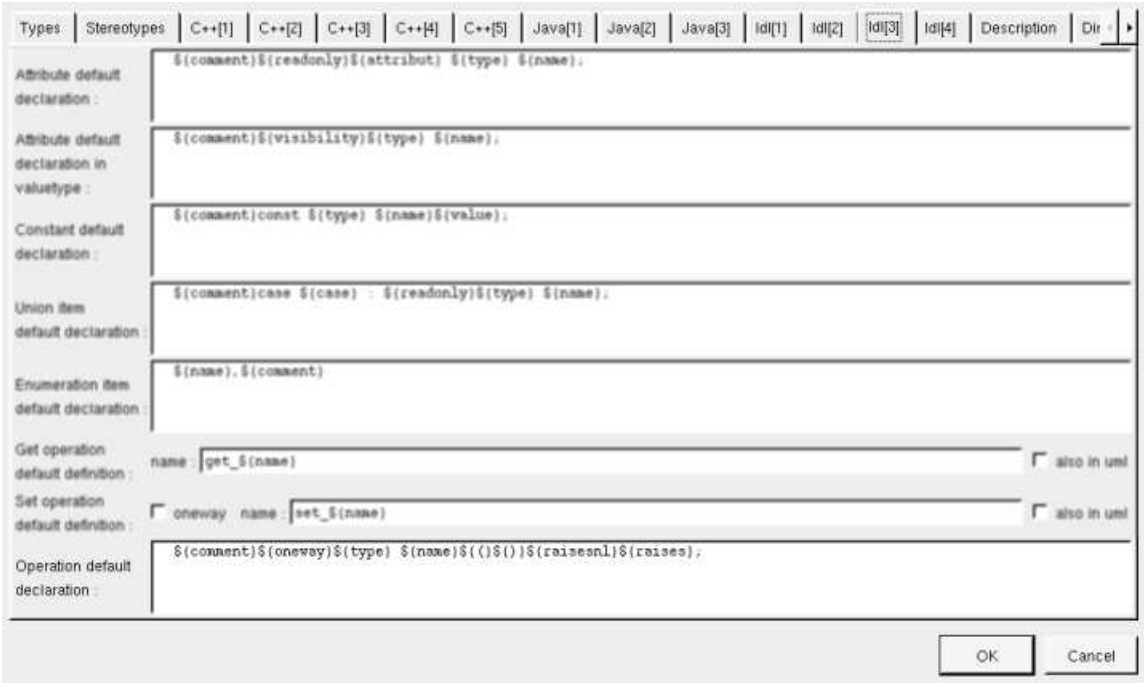 Types Stereotypes C++[1] C++[2] C++[3] C++[4] C++[5] Java[1] Java[2] Java[3] Idl[1] Idl[2] Idl[3] Idl[4] Description Dir
Attribute default
declaration :
${comment}${readonly}${attribut} ${type} ${name};
Attribute default
declaration in
valuetype :
${comment}${visibility}${type} ${name};
Constant default
declaration :
${comment}const ${type} ${name}${value};
Union item
default declaration :
${comment}case ${case} : ${readonly}${type} ${name};
Enumeration item
default declaration :
${name},${comment}
Get operation
default definition :
name : get_${name} also in uml
Set operation
default definition :
oneway name : set_${name} also in uml
Operation default
declaration :
${comment}${oneway}${type} ${name}${(}${)}${raisesnl}${raises};
OK Cancel